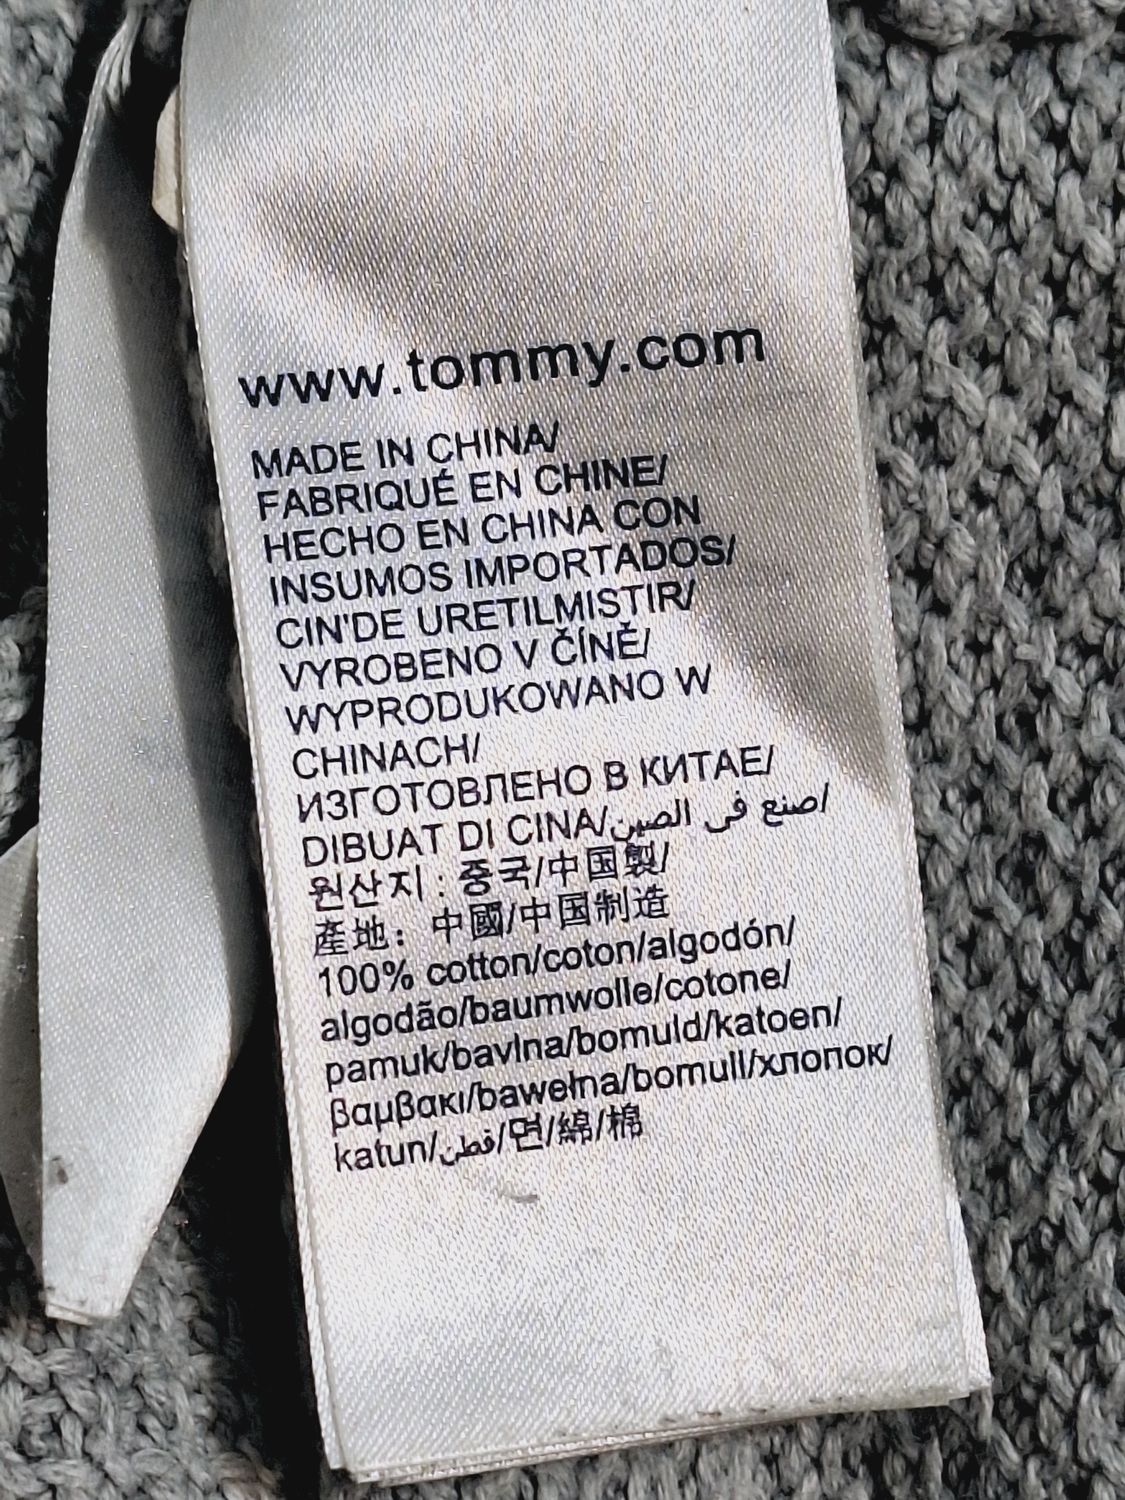 www.tommy.com
MADE IN CHINA/
FABRIQUÉ EN CHINE/
HECHO EN CHINA CON
INSUMOS IMPORTADOS/
CIN'DE URETILMISTIR/
VYROBENO V ČÍNĚ/
WYPRODUKOWANO W
CHINACH/
ИЗГОТОВЛЕНО В КИТАЕ/
DIBUAT DI CINA/صنع في الصين/
원산지 : 중국/中国製/
產地： 中國/中国制造
100% cotton/coton/algodón/
algodão/baumwolle/cotone/
pamuk/bavlna/bomuld/katoen/
βαμβακι/bawełna/bomull/хлопок/
katun/قطن/면/綿/棉